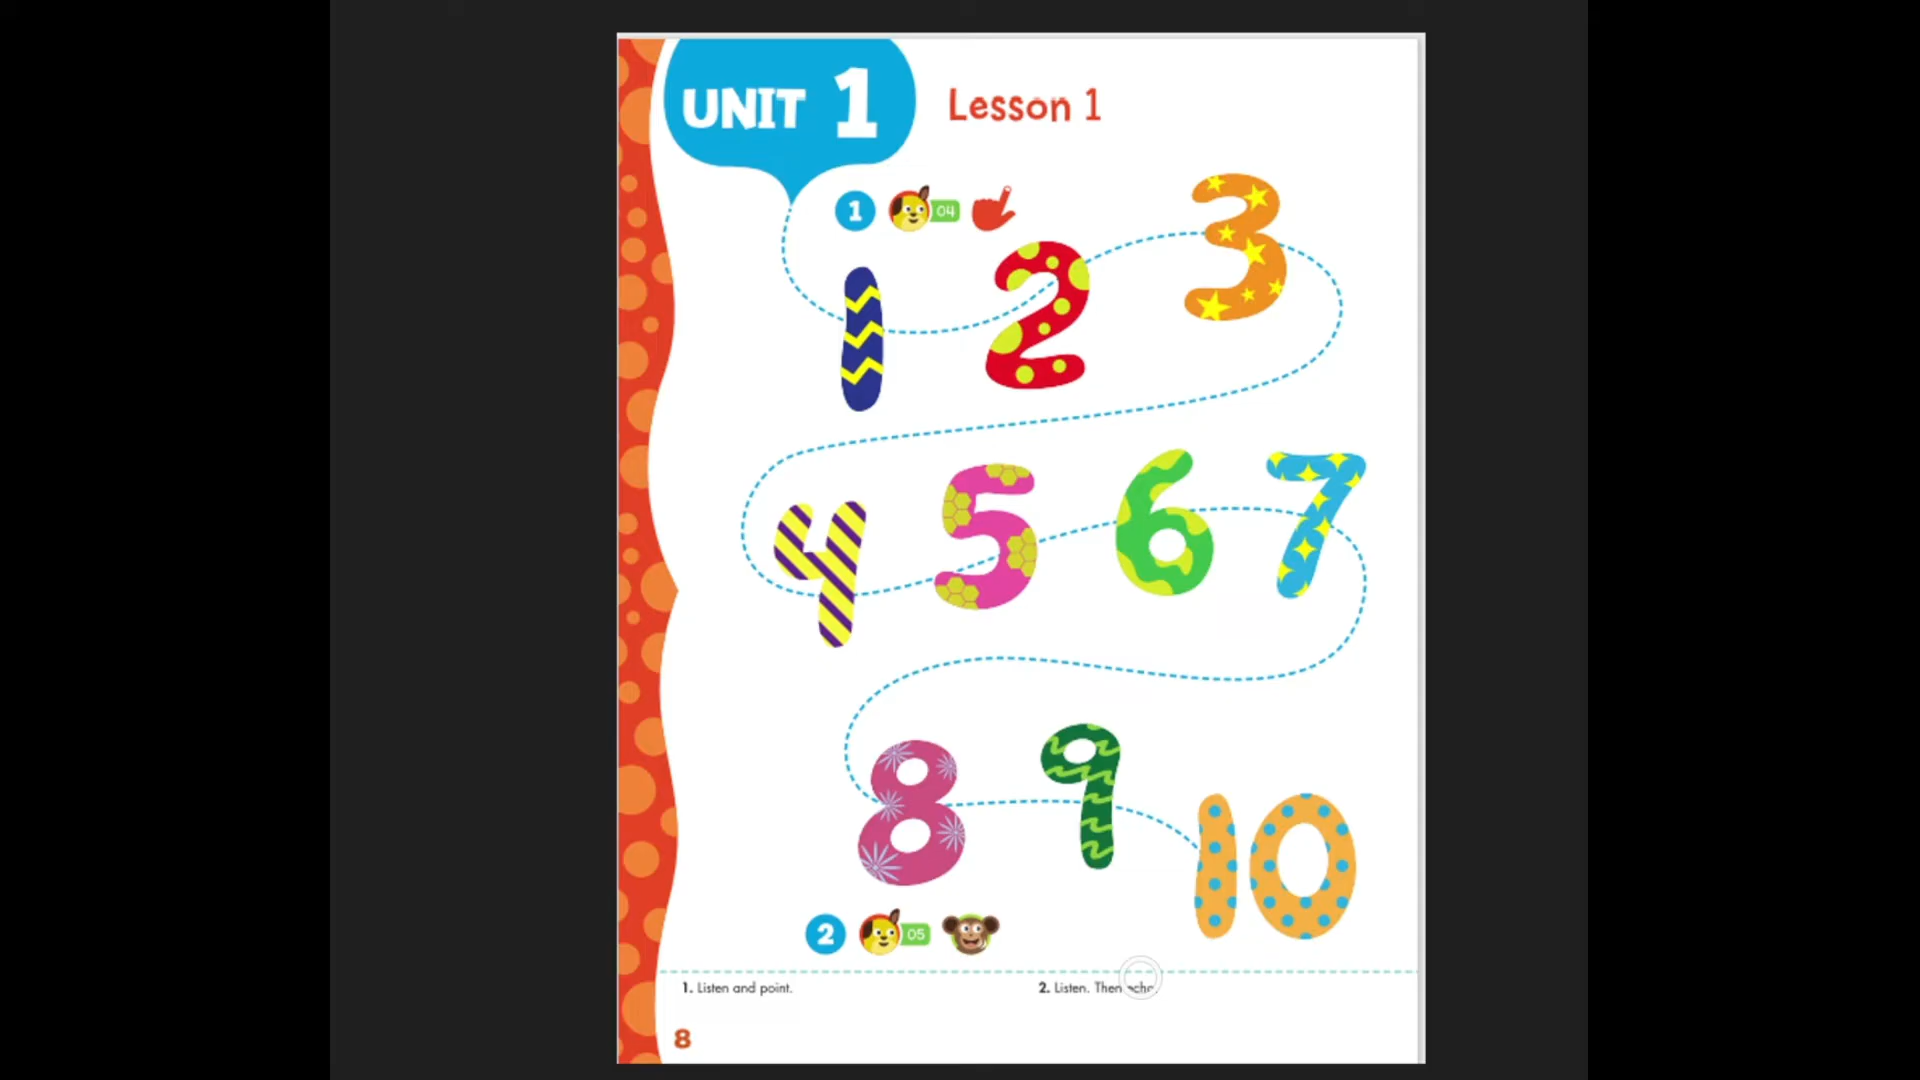 UNIT 1
Lesson 1
1 04
1 2 3
4 5 6 7
8 9 10
2 05
1. Listen and point.
2. Listen. Then echo.
8